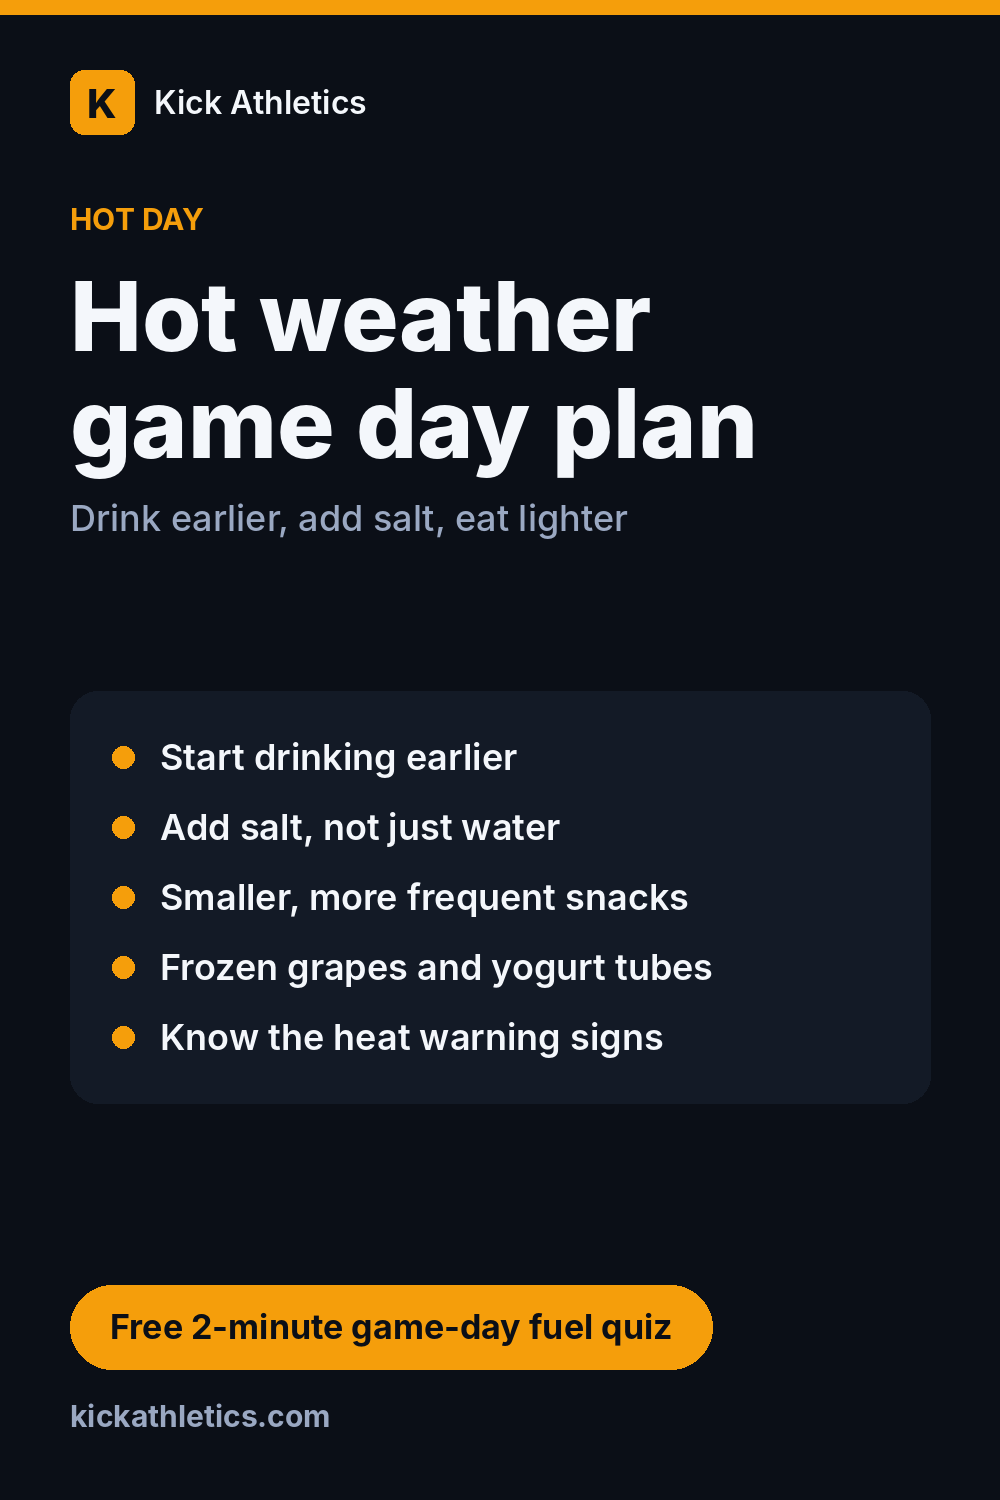 K
Kick Athletics
HOT DAY
Hot weather
game day plan
Drink earlier, add salt, eat lighter
Start drinking earlier
Add salt, not just water
Smaller, more frequent snacks
Frozen grapes and yogurt tubes
Know the heat warning signs
Free 2-minute game-day fuel quiz
kickathletics.com